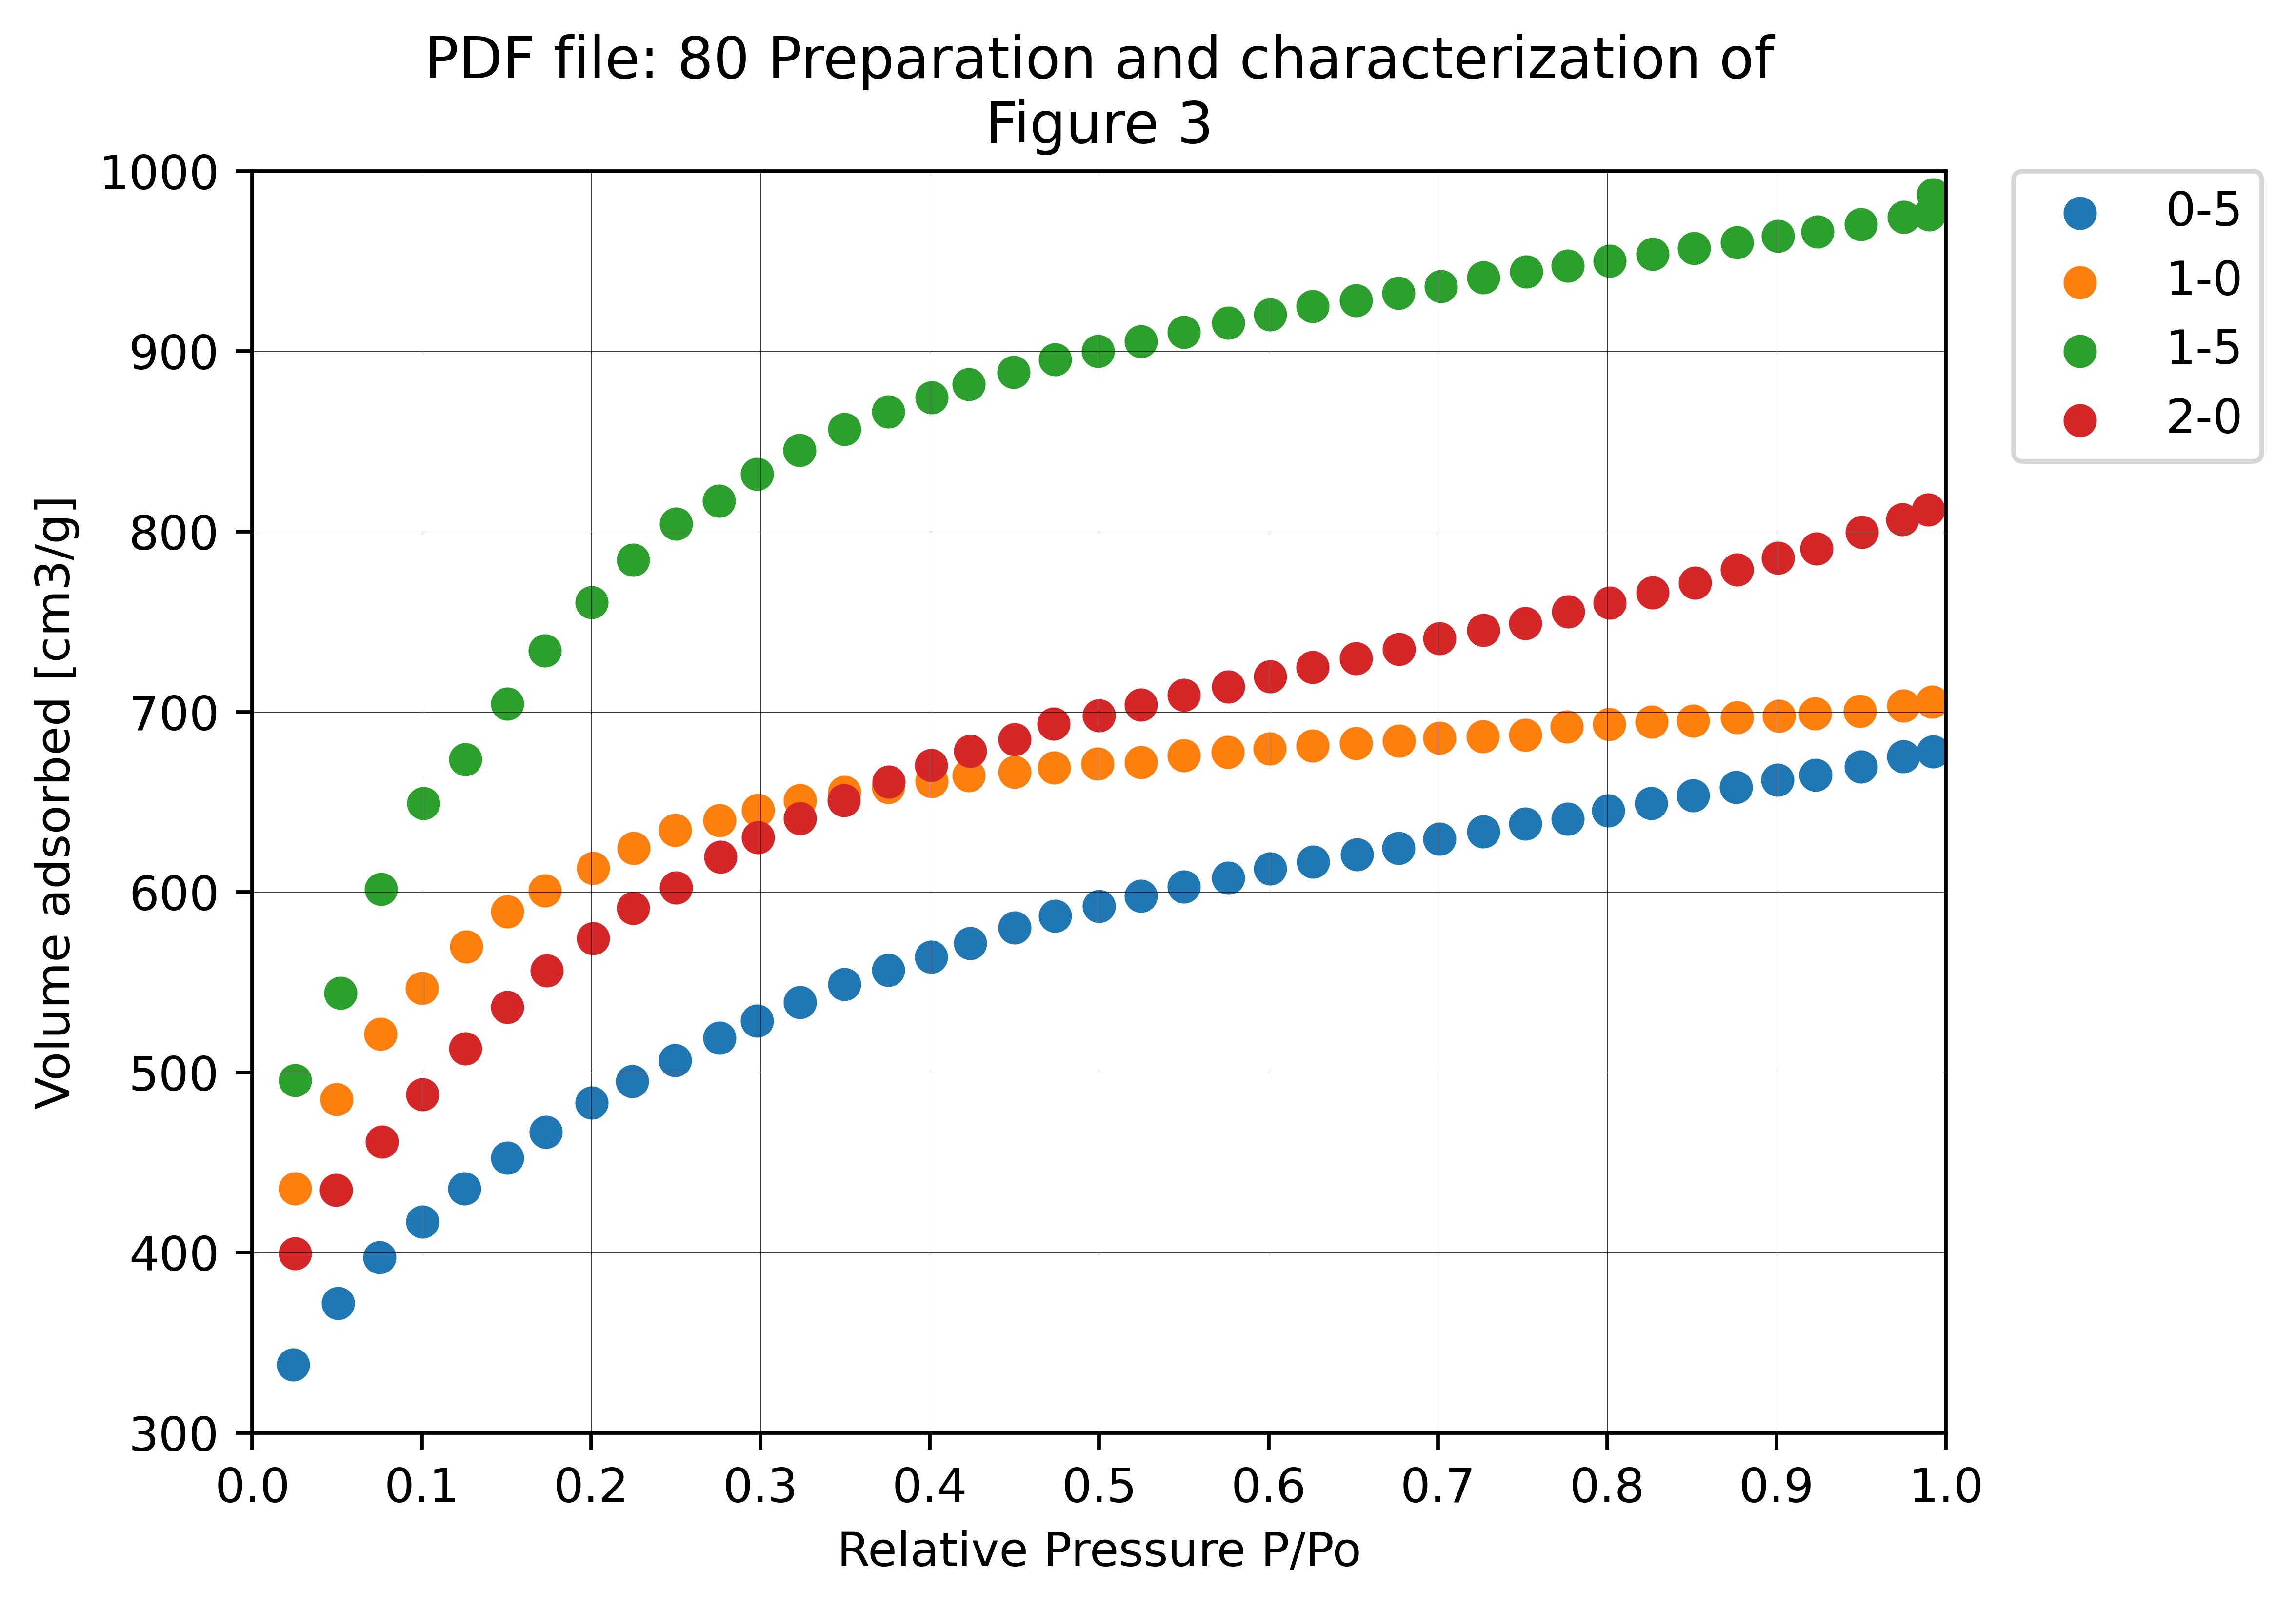 PDF file: 80 Preparation and characterization of
Figure 3
1000
900
800
700
600
500
400
300
Volume adsorbed [cm3/g]
0.0 0.1 0.2 0.3 0.4 0.5 0.6 0.7 0.8 0.9 1.0
Relative Pressure P/Po
0-5
1-0
1-5
2-0